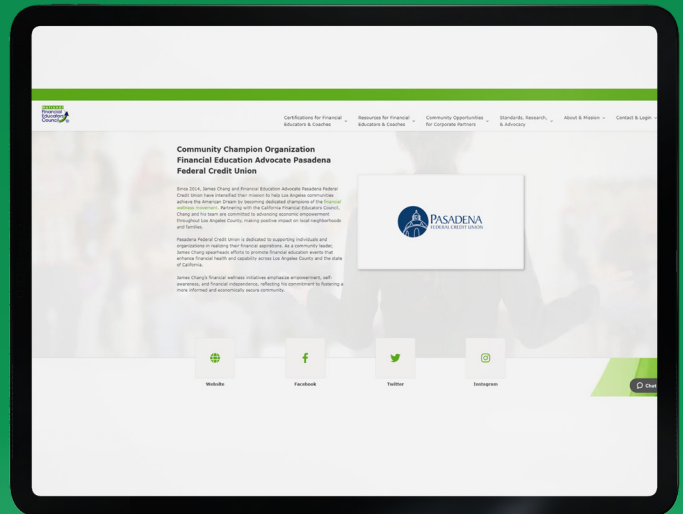 National
Financial
Educators
Council
Certifications for Financial
Educators & Coaches
Resources for Financial
Educators & Coaches
Community Opportunities
for Corporate Partners
Standards, Research,
& Advocacy
About & Mission
Contact & Login
Community Champion Organization
Financial Education Advocate Pasadena
Federal Credit Union
Since 2014, James Chang and Financial Education Advocate Pasadena Federal
Credit Union have intensified their mission to help Los Angeles communities
achieve the American Dream by becoming dedicated champions of the financial
wellness movement. Partnering with the California Financial Educators Council,
Chang and his team are committed to advancing economic empowerment
throughout Los Angeles County, making positive impact on local neighborhoods
and families.
Pasadena Federal Credit Union is dedicated to supporting individuals and
organizations in realizing their financial aspirations. As a community leader,
James Chang spearheads efforts to promote financial education events that
enhance financial health and capability across Los Angeles County and the state
of California.
James Chang's financial wellness initiatives emphasize empowerment, self-
awareness, and financial independence, reflecting his commitment to fostering a
more informed and economically secure community.
PASADENA
FEDERAL CREDIT UNION
Website
Facebook
Twitter
Instagram
Chat